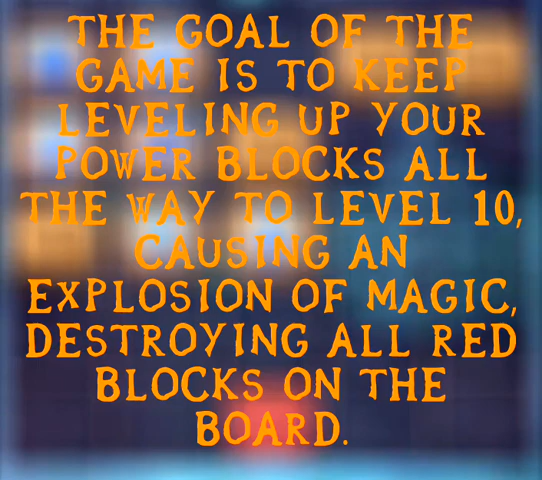 THE GOAL OF THE
GAME IS TO KEEP
LEVELING UP YOUR
POWER BLOCKS ALL
THE WAY TO LEVEL 10,
CAUSING AN
EXPLOSION OF MAGIC,
DESTROYING ALL RED
BLOCKS ON THE
BOARD.